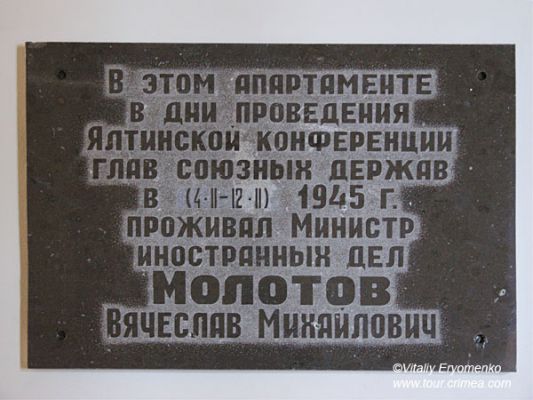 В ЭТОМ АПАРТАМЕНТЕ
В ДНИ ПРОВЕДЕНИЯ
ЯЛТИНСКОЙ КОНФЕРЕНЦИИ
ГЛАВ СОЮЗНЫХ ДЕРЖАВ
В (4·II–12·II) 1945 Г.
ПРОЖИВАЛ МИНИСТР
ИНОСТРАННЫХ ДЕЛ
МОЛОТОВ
ВЯЧЕСЛАВ МИХАЙЛОВИЧ
©Vitaliy Eryomenko
www.tour.crimea.com